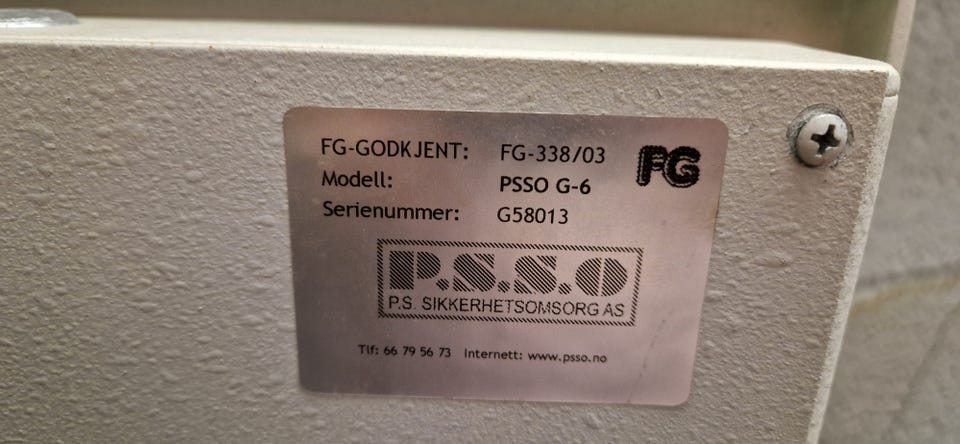 FG-GODKJENT: FG-338/03 FG
Modell: PSSO G-6
Serienummer: G58013
P.S.S.O
P.S. SIKKERHETSOMSORG AS
Tlf: 66 79 56 73 Internett: www.psso.no